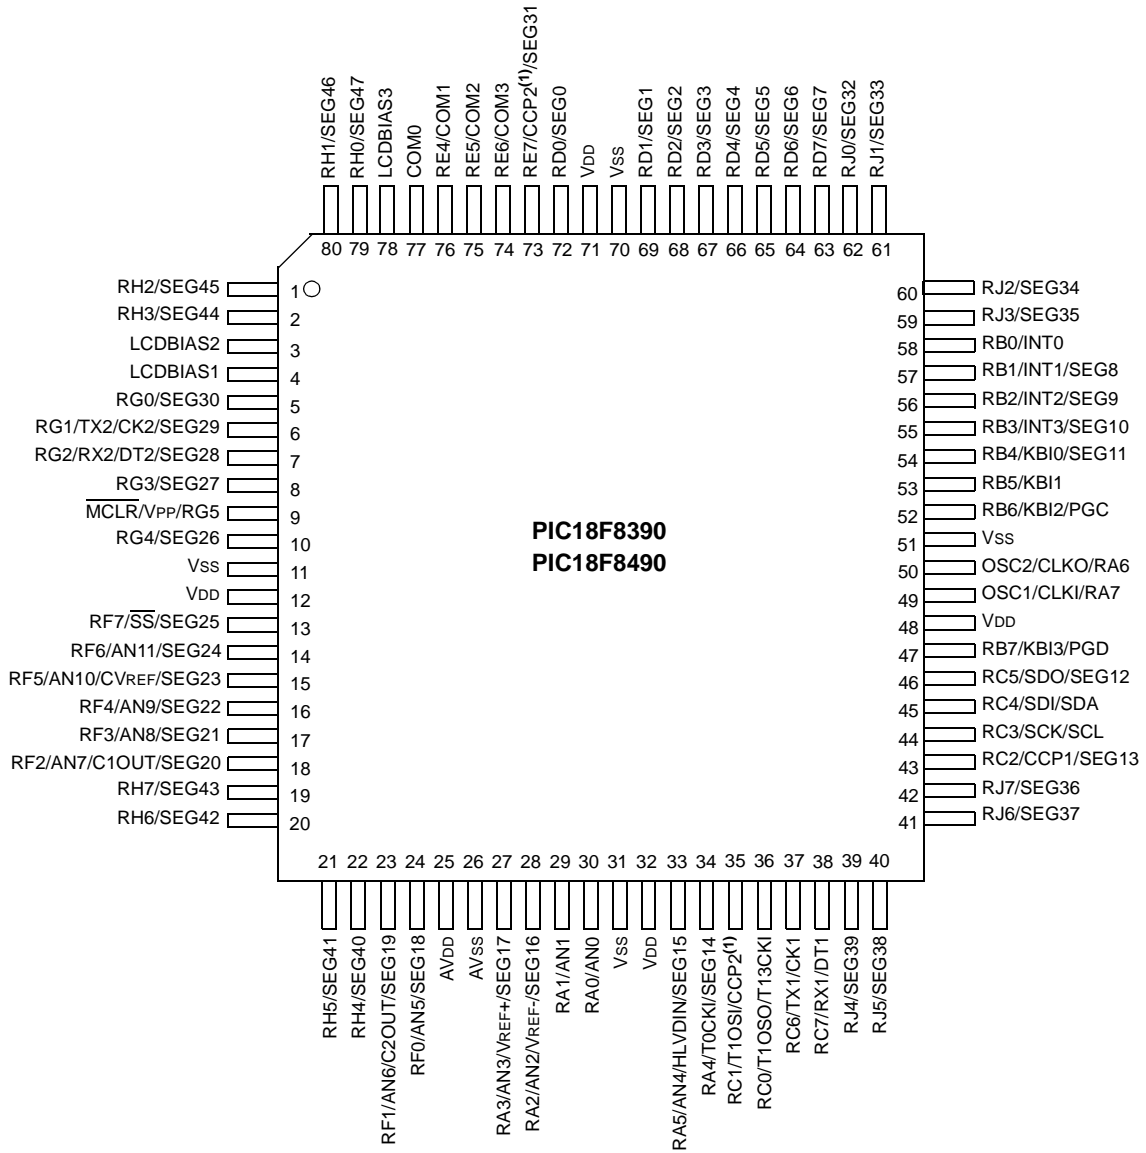 RH1/SEG46
RH0/SEG47
LCDBIAS3
COM0
RE4/COM1
RE5/COM2
RE6/COM3
RE7/CCP2(1)/SEG31
RD0/SEG0
VDD
VSS
RD1/SEG1
RD2/SEG2
RD3/SEG3
RD4/SEG4
RD5/SEG5
RD6/SEG6
RD7/SEG7
RJ0/SEG32
RJ1/SEG33
80 79 78 77 76 75 74 73 72 71 70 69 68 67 66 65 64 63 62 61
RH2/SEG45 1
RH3/SEG44 2
LCDBIAS2 3
LCDBIAS1 4
RG0/SEG30 5
RG1/TX2/CK2/SEG29 6
RG2/RX2/DT2/SEG28 7
RG3/SEG27 8
MCLR/VPP/RG5 9
RG4/SEG26 10
VSS 11
VDD 12
RF7/SS/SEG25 13
RF6/AN11/SEG24 14
RF5/AN10/CVREF/SEG23 15
RF4/AN9/SEG22 16
RF3/AN8/SEG21 17
RF2/AN7/C1OUT/SEG20 18
RH7/SEG43 19
RH6/SEG42 20
PIC18F8390
PIC18F8490
60 RJ2/SEG34
59 RJ3/SEG35
58 RB0/INT0
57 RB1/INT1/SEG8
56 RB2/INT2/SEG9
55 RB3/INT3/SEG10
54 RB4/KBI0/SEG11
53 RB5/KBI1
52 RB6/KBI2/PGC
51 VSS
50 OSC2/CLKO/RA6
49 OSC1/CLKI/RA7
48 VDD
47 RB7/KBI3/PGD
46 RC5/SDO/SEG12
45 RC4/SDI/SDA
44 RC3/SCK/SCL
43 RC2/CCP1/SEG13
42 RJ7/SEG36
41 RJ6/SEG37
21 22 23 24 25 26 27 28 29 30 31 32 33 34 35 36 37 38 39 40
RH5/SEG41
RH4/SEG40
RF1/AN6/C2OUT/SEG19
RF0/AN5/SEG18
AVDD
AVSS
RA3/AN3/VREF+/SEG17
RA2/AN2/VREF-/SEG16
RA1/AN1
RA0/AN0
VSS
VDD
RA5/AN4/HLVDIN/SEG15
RA4/T0CKI/SEG14
RC1/T1OSI/CCP2(1)
RC0/T1OSO/T13CKI
RC6/TX1/CK1
RC7/RX1/DT1
RJ4/SEG39
RJ5/SEG38